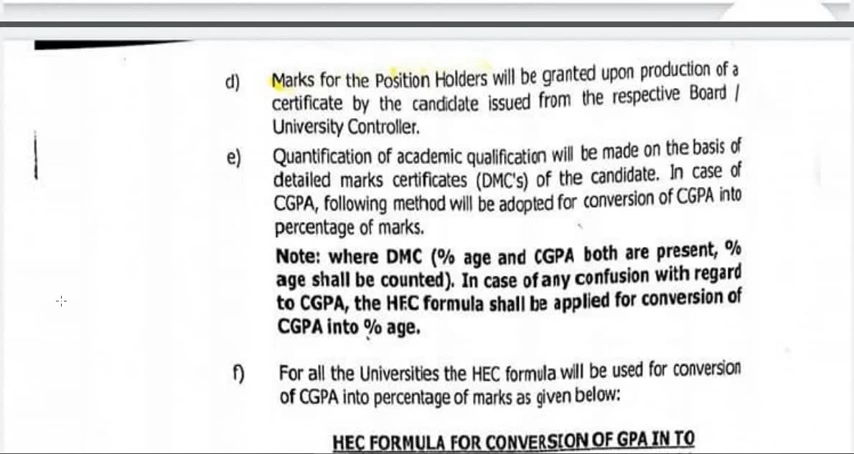 d) Marks for the Position Holders will be granted upon production of a
certificate by the candidate issued from the respective Board /
University Controller.
e) Quantification of academic qualification will be made on the basis of
detailed marks certificates (DMC's) of the candidate. In case of
CGPA, following method will be adopted for conversion of CGPA into
percentage of marks.
Note: where DMC (% age and CGPA both are present, %
age shall be counted). In case of any confusion with regard
to CGPA, the HEC formula shall be applied for conversion of
CGPA into % age.
f) For all the Universities the HEC formula will be used for conversion
of CGPA into percentage of marks as given below:
HEC FORMULA FOR CONVERSION OF GPA IN TO